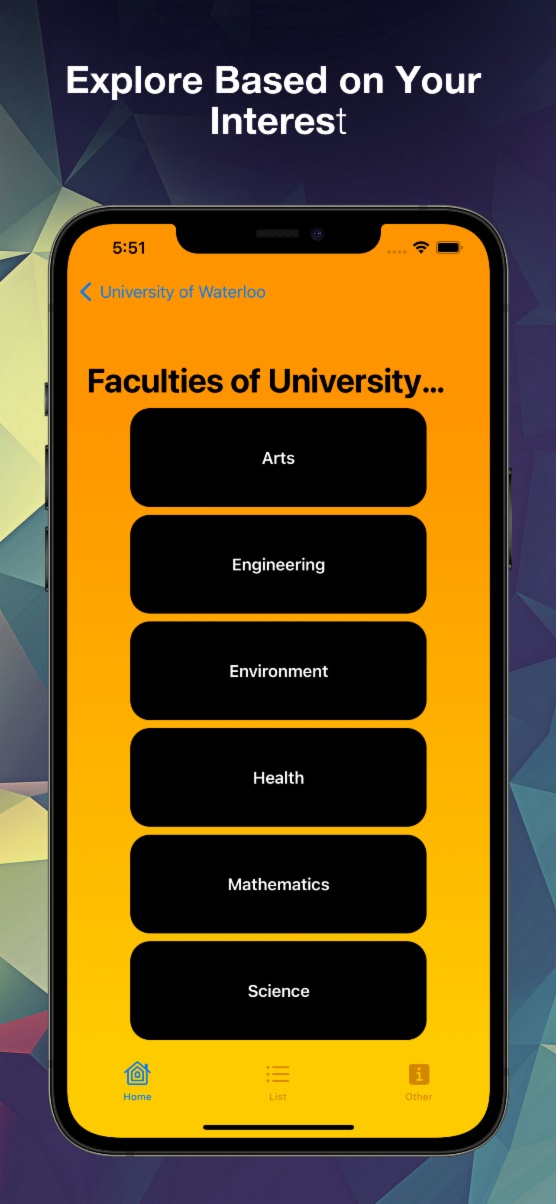 Explore Based on Your
Interest
5:51
University of Waterloo
Faculties of University...
Arts
Engineering
Environment
Health
Mathematics
Science
Home
List
Other